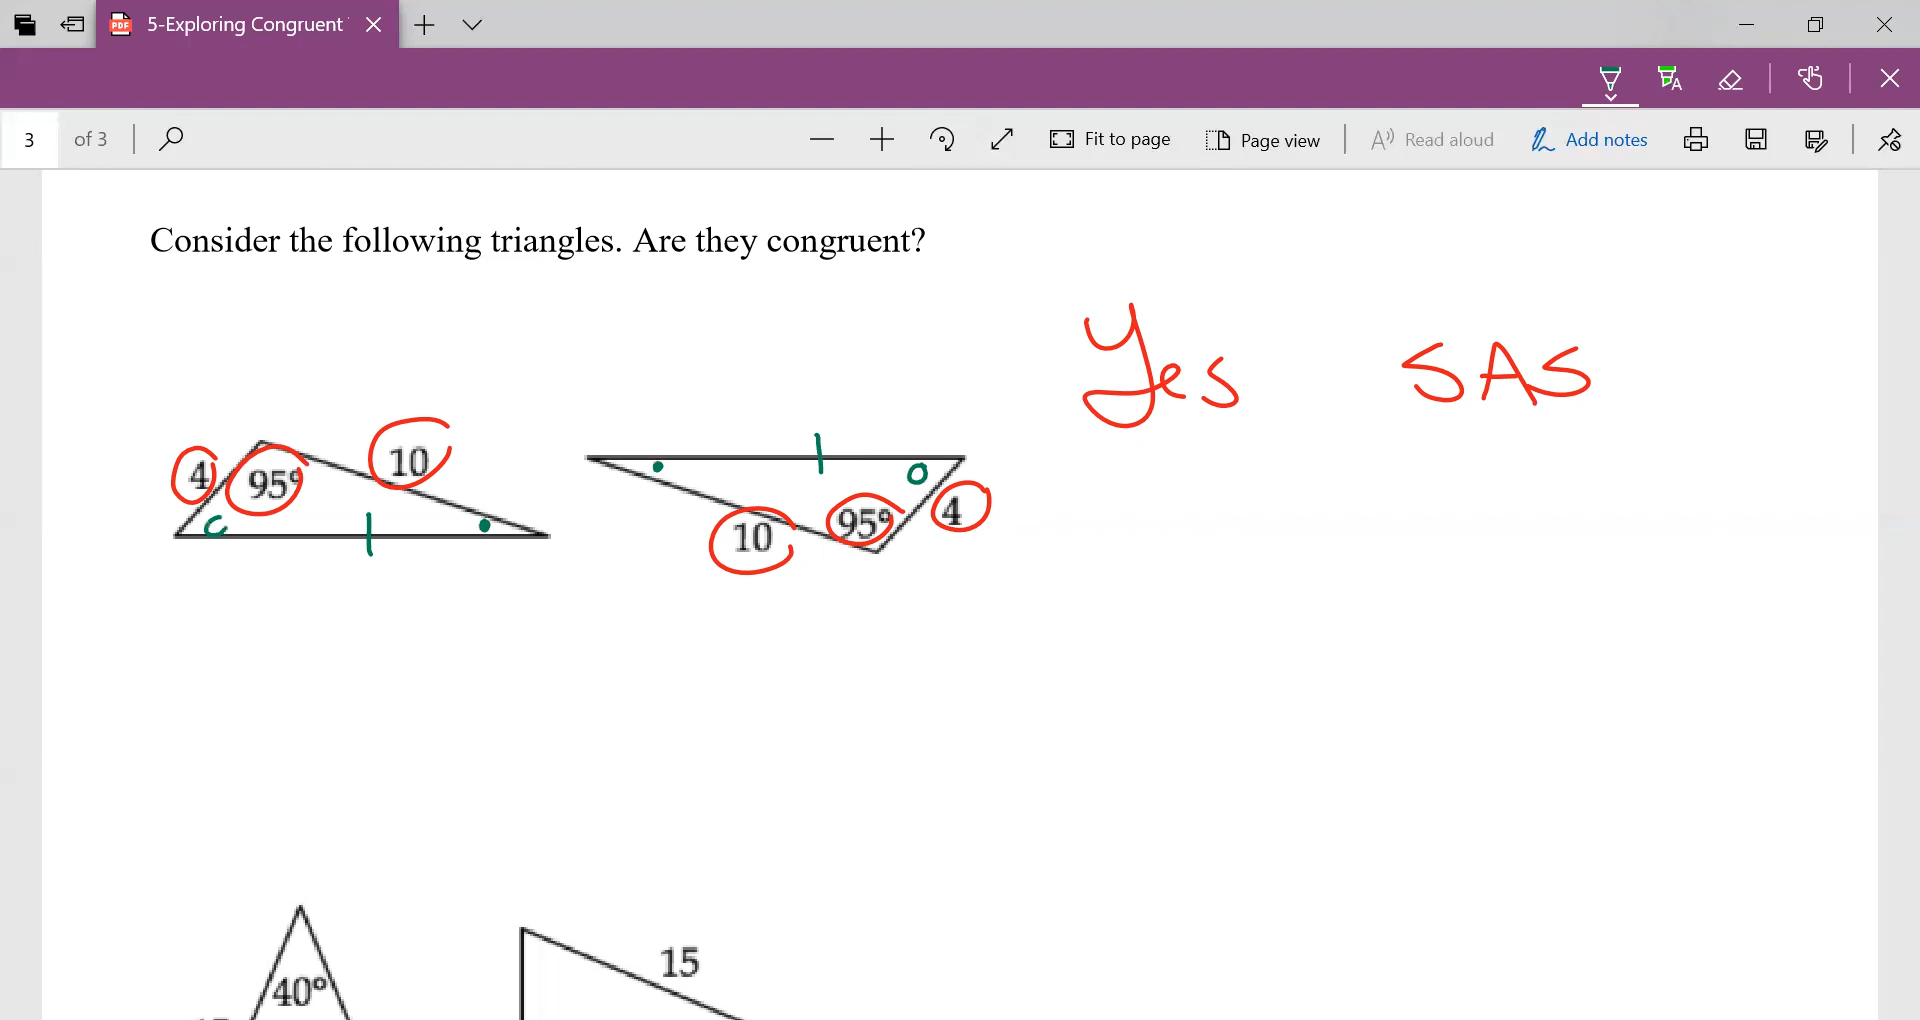 5-Exploring Congruent
3 of 3 Fit to page Page view Read aloud Add notes
Consider the following triangles. Are they congruent?
Yes SAS
4 95° 10
10 95° 4
40° 15